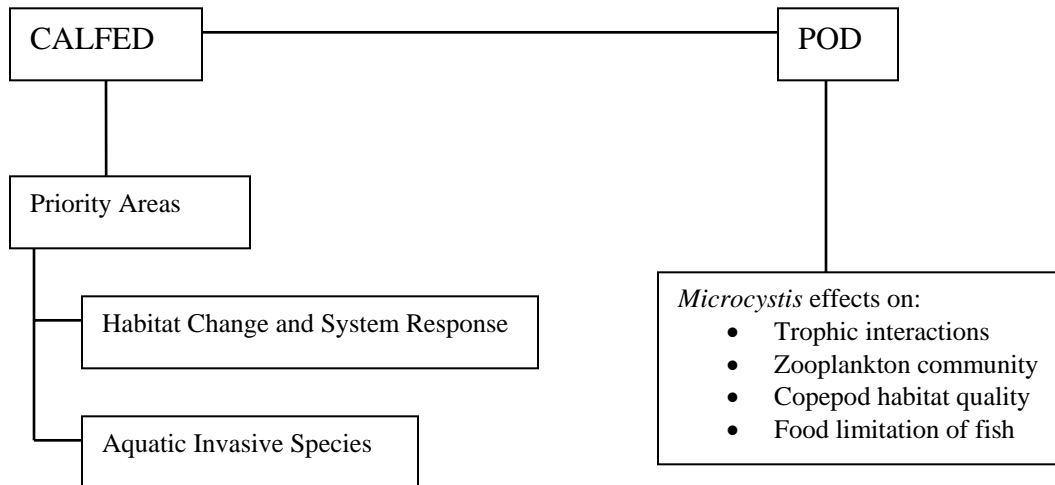 CALFED
POD
Priority Areas
Habitat Change and System Response
Aquatic Invasive Species
Microcystis effects on:
• Trophic interactions
• Zooplankton community
• Copepod habitat quality
• Food limitation of fish